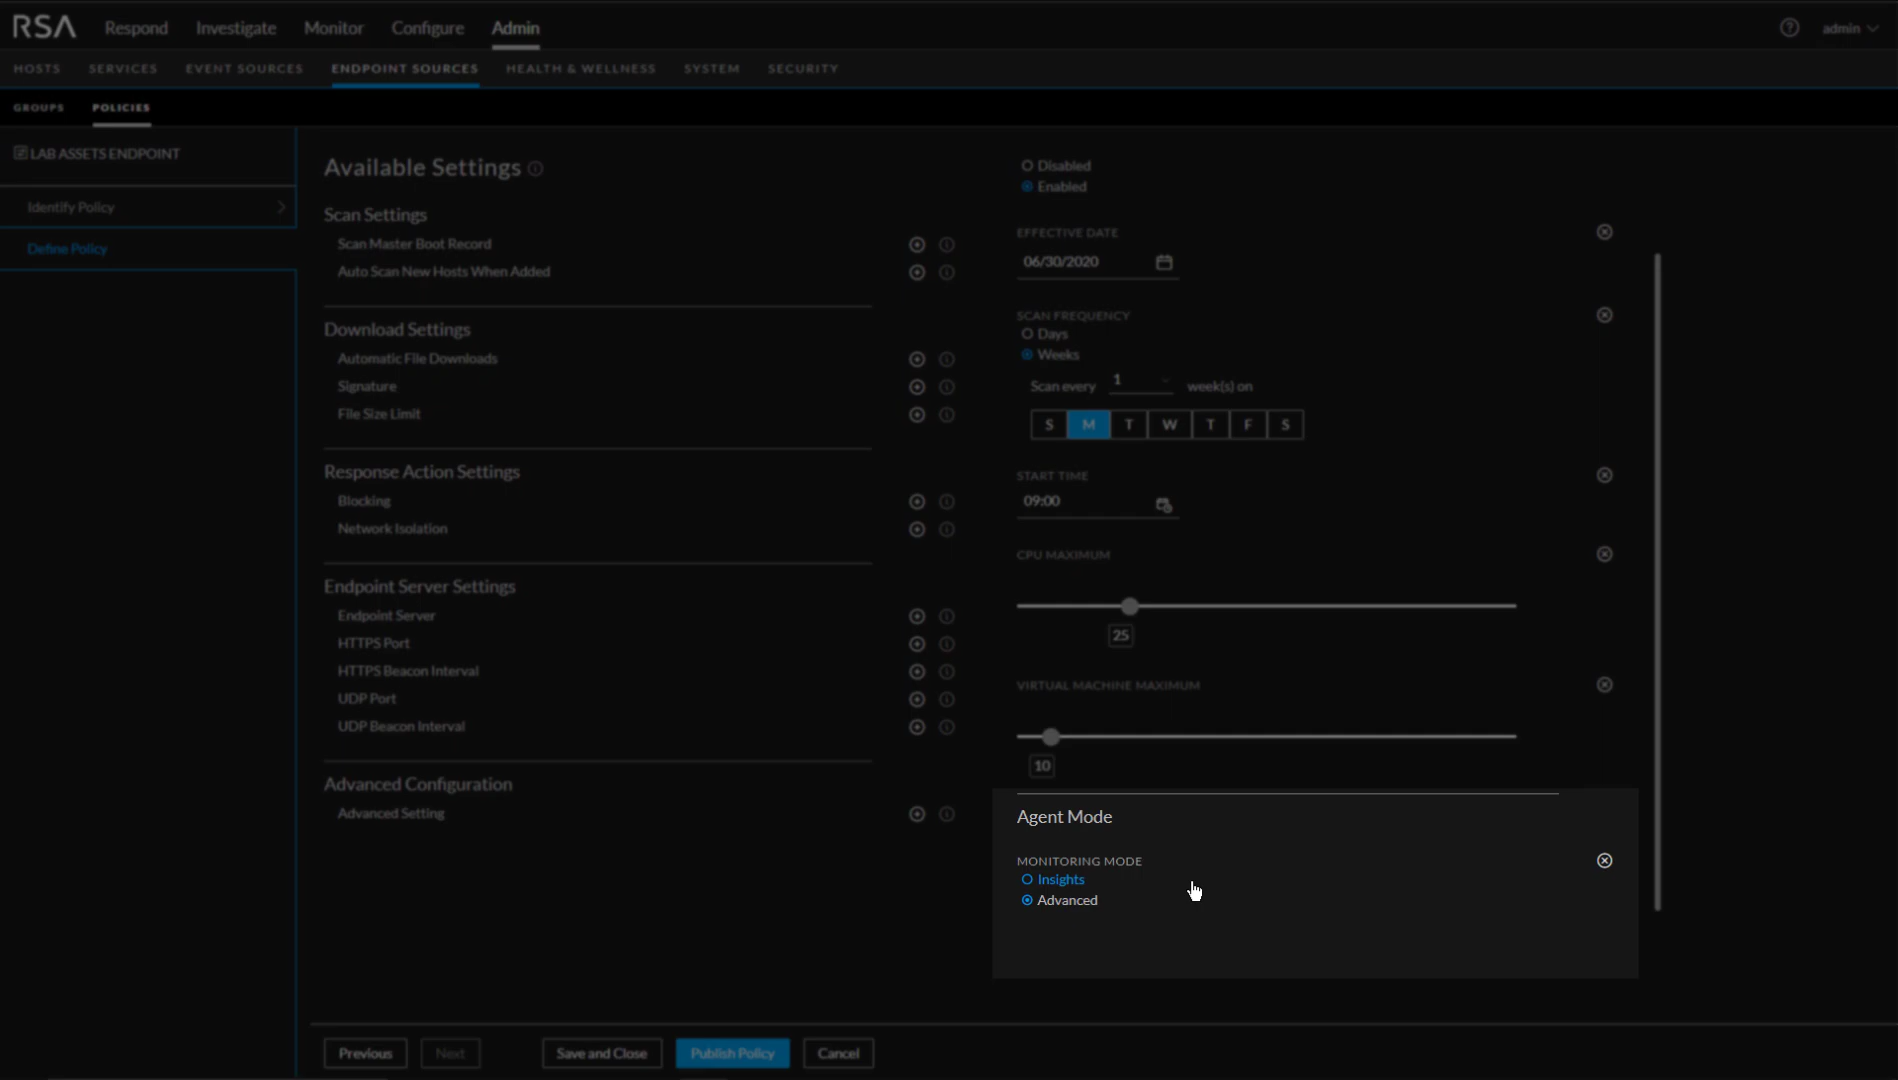 RSA Respond Investigate Monitor Configure Admin admin
HOSTS SERVICES EVENT SOURCES ENDPOINT SOURCES HEALTH & WELLNESS SYSTEM SECURITY
GROUPS POLICIES
LAB ASSETS ENDPOINT
Identify Policy
Define Policy
Available Settings
Scan Settings
Scan Master Boot Record
Auto Scan New Hosts When Added
Download Settings
Automatic File Downloads
Signature
File Size Limit
Response Action Settings
Blocking
Network Isolation
Endpoint Server Settings
Endpoint Server
HTTPS Port
HTTPS Beacon Interval
UDP Port
UDP Beacon Interval
Advanced Configuration
Advanced Setting
Disabled
Enabled
EFFECTIVE DATE
06/30/2020
SCAN FREQUENCY
Days
Weeks
Scan every 1 week(s) on
S M T W T F S
START TIME
09:00
CPU MAXIMUM
25
VIRTUAL MACHINE MAXIMUM
10
Agent Mode
MONITORING MODE
Insights
Advanced
Previous Next Save and Close Publish Policy Cancel